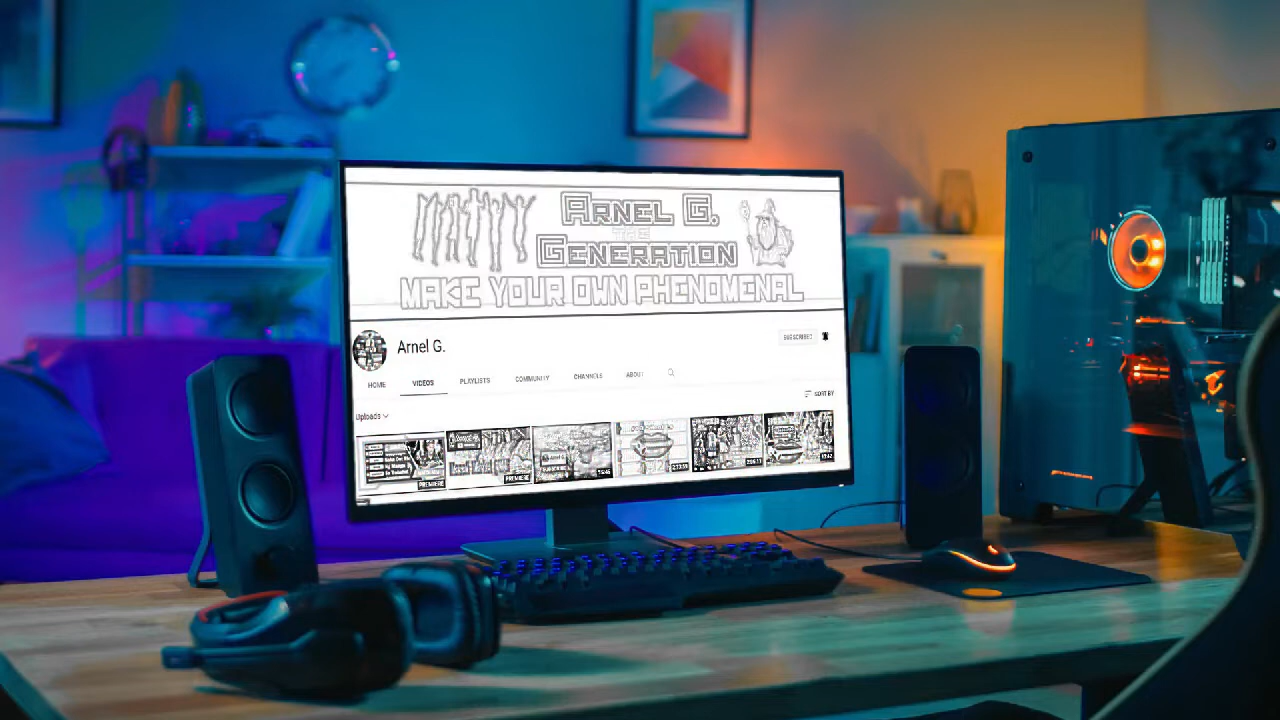 ARNEL G.
THE
GENERATION
MAKE YOUR OWN PHENOMENAL
Arnel G.
SUBSCRIBED
HOME VIDEOS PLAYLISTS COMMUNITY CHANNELS ABOUT
SORT BY
Uploads
PREMIERE
PREMIERE